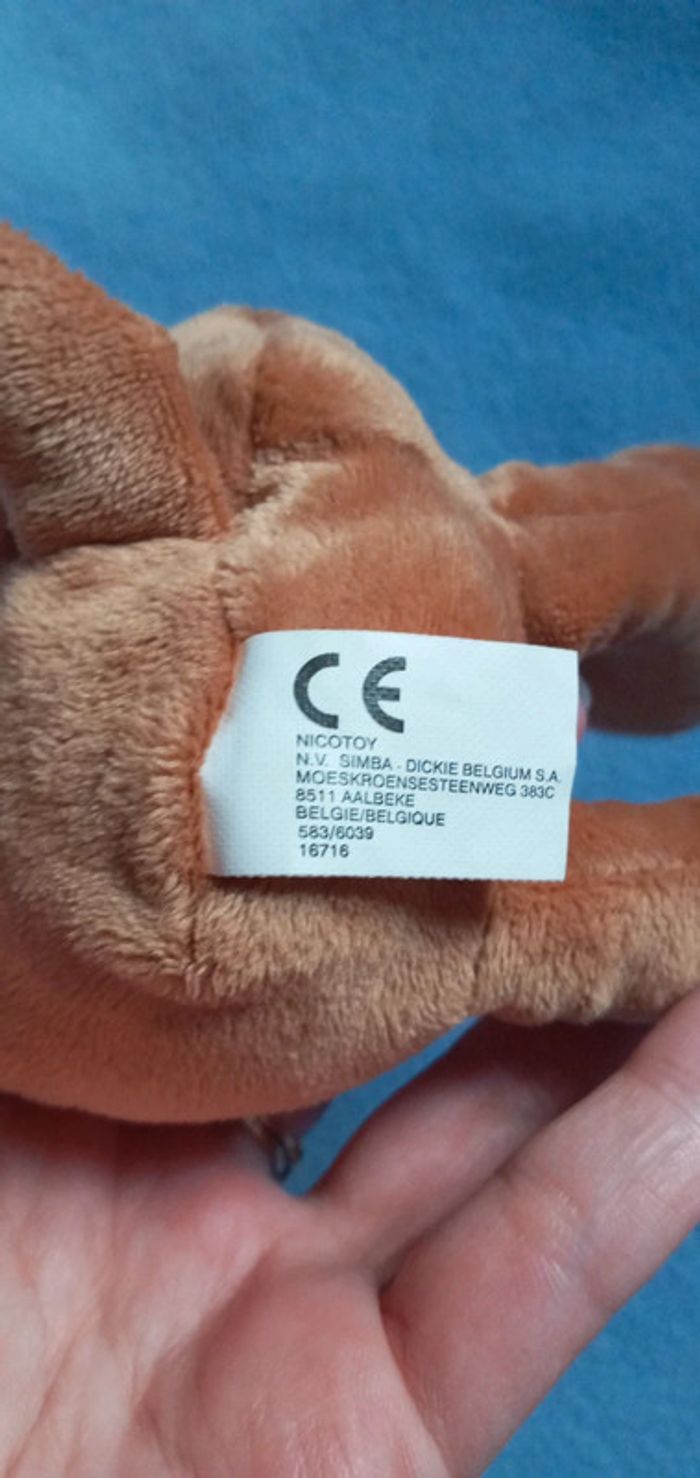 CE
NICOTOY
N.V. SIMBA - DICKIE BELGIUM S.A.
MOESKROENSESTEENWEG 383C
8511 AALBEKE
BELGIE/BELGIQUE
583/6039
16716